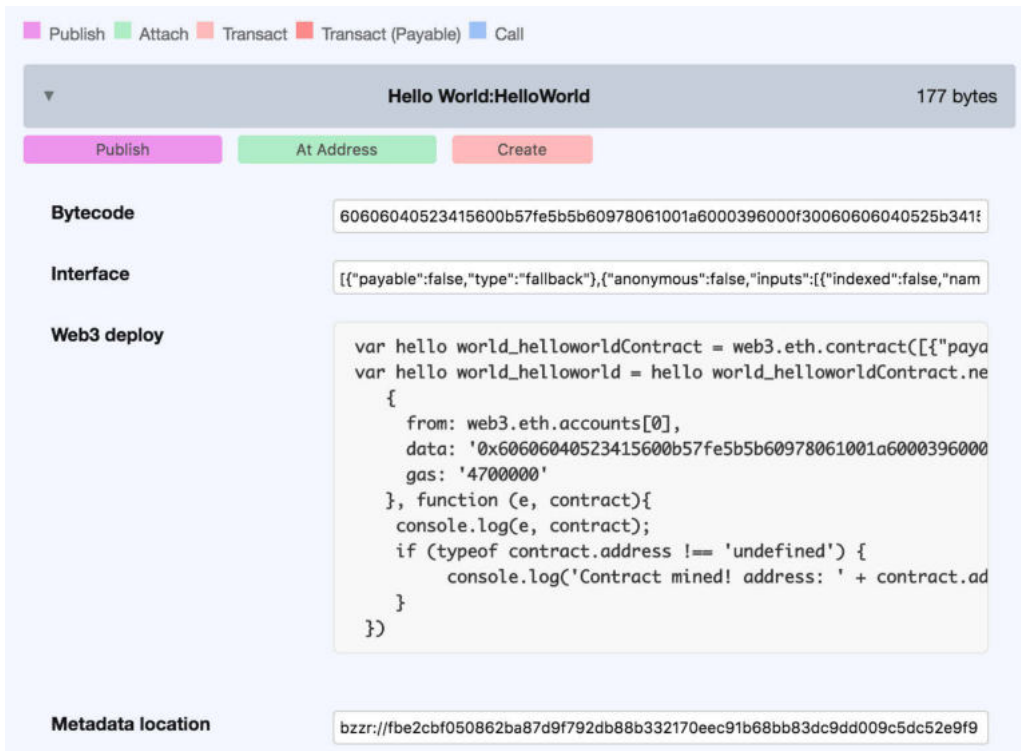 Publish Attach Transact Transact (Payable) Call
▼ Hello World:HelloWorld 177 bytes
Publish At Address Create
Bytecode 60606040523415600b57fe5b5b60978061001a6000396000f30060606040525b3415
Interface [{"payable":false,"type":"fallback"},{"anonymous":false,"inputs":[{"indexed":false,"nam
Web3 deploy
var hello world_helloworldContract = web3.eth.contract([{"paya
var hello world_helloworld = hello world_helloworldContract.ne
{
from: web3.eth.accounts[0],
data: '0x60606040523415600b57fe5b5b60978061001a6000396000
gas: '4700000'
}, function (e, contract){
console.log(e, contract);
if (typeof contract.address !== 'undefined') {
console.log('Contract mined! address: ' + contract.ad
}
})
Metadata location bzzr://fbe2cbf050862ba87d9f792db88b332170eec91b68bb83dc9dd009c5dc52e9f9